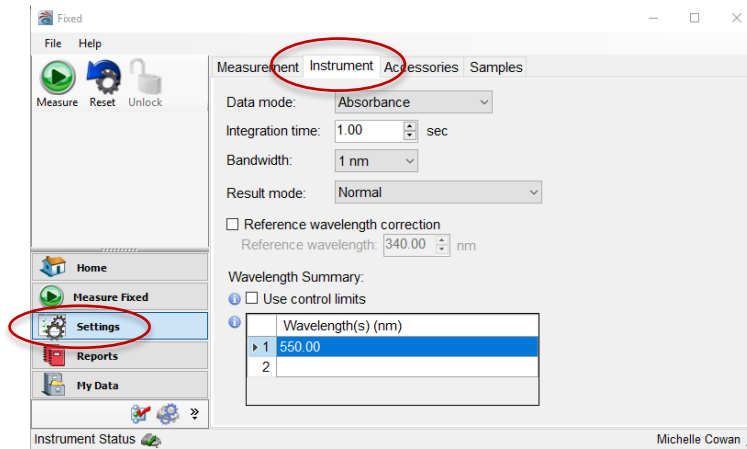 Fixed
File Help
Measure Reset Unlock
Measurement Instrument Accessories Samples
Data mode: Absorbance
Integration time: 1.00 sec
Bandwidth: 1 nm
Result mode: Normal
Reference wavelength correction
Reference wavelength: 340.00 nm
Wavelength Summary:
Use control limits
Wavelength(s) (nm)
1 550.00
2
Home
Measure Fixed
Settings
Reports
My Data
Instrument Status
Michelle Cowan